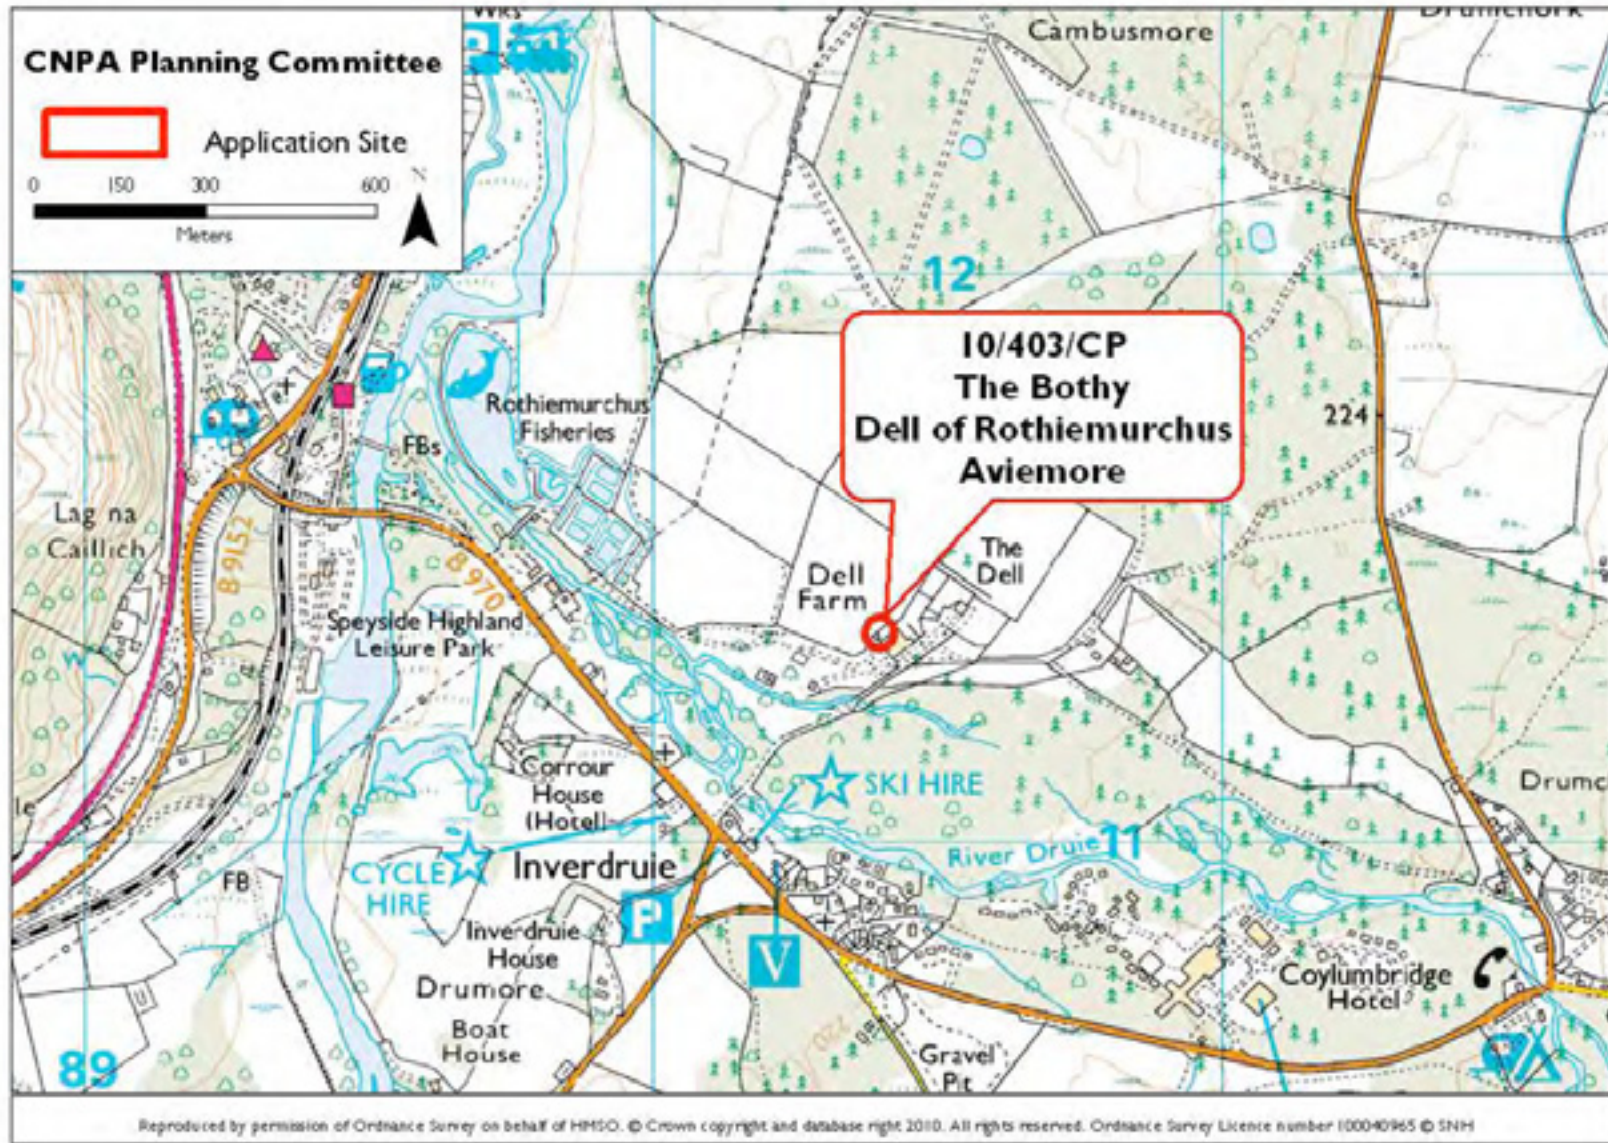 CNPA Planning Committee
Application Site
0 150 300 600
Meters
N
Cambusmore
12
10/403/CP
The Bothy
Dell of Rothiemurchus
Aviemore
Rothiemurchus
Fisheries
FBs
224
Lag na
Caillich
B 9152
B 970
The
Dell
Dell
Farm
Speyside Highland
Leisure Park
Corrour
House
(Hotel)
SKI HIRE
CYCLE
HIRE
Inverdruie
River Druie
11
FB
P
V
Inverdruie
House
Drumore
Boat
House
Coylumbridge
Hotel
220
Gravel
Pit
89
Reproduced by permission of Ordnance Survey on behalf of HMSO. © Crown copyright and database right 2010. All rights reserved. Ordnance Survey Licence number 100040965 © SNH